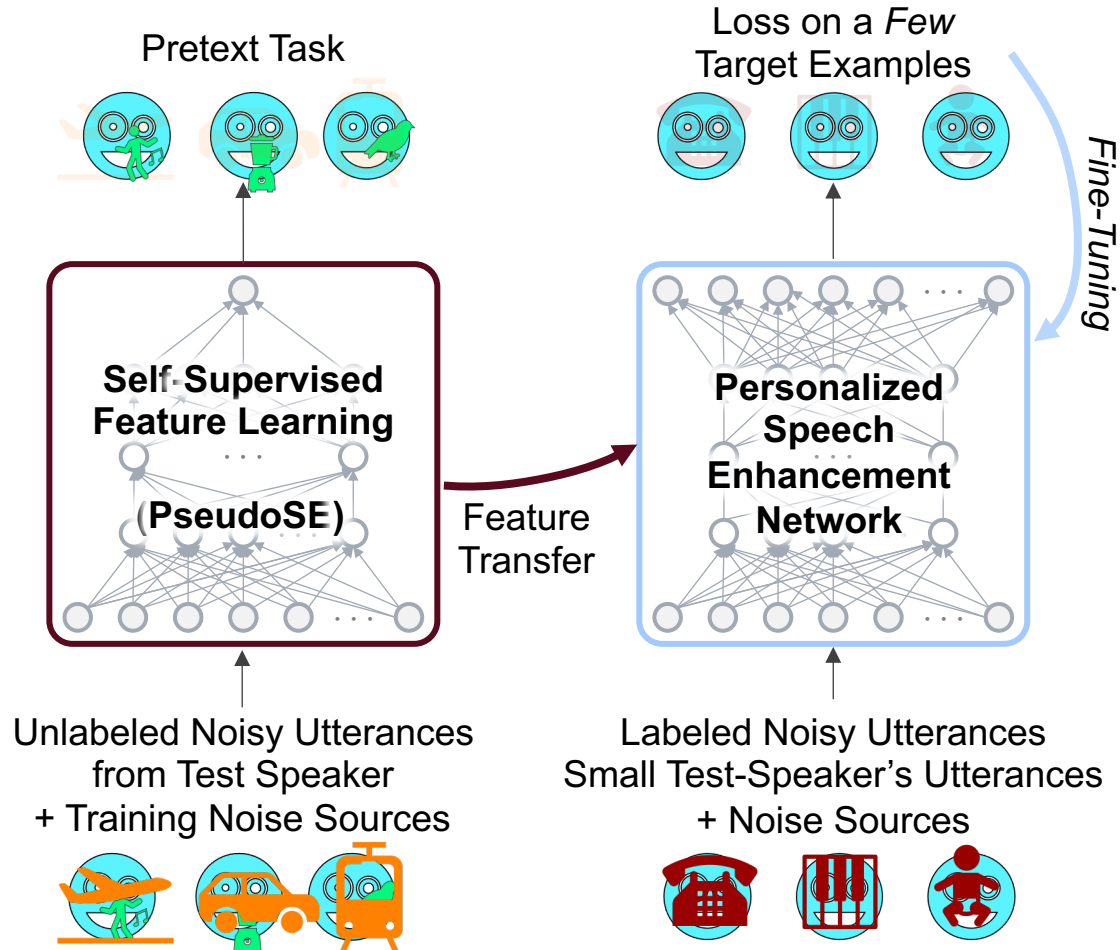 Pretext Task
Self-Supervised
Feature Learning
(PseudoSE)
Unlabeled Noisy Utterances
from Test Speaker
+ Training Noise Sources
Feature
Transfer
Loss on a Few
Target Examples
Fine-Tuning
Personalized
Speech
Enhancement
Network
Labeled Noisy Utterances
Small Test-Speaker’s Utterances
+ Noise Sources